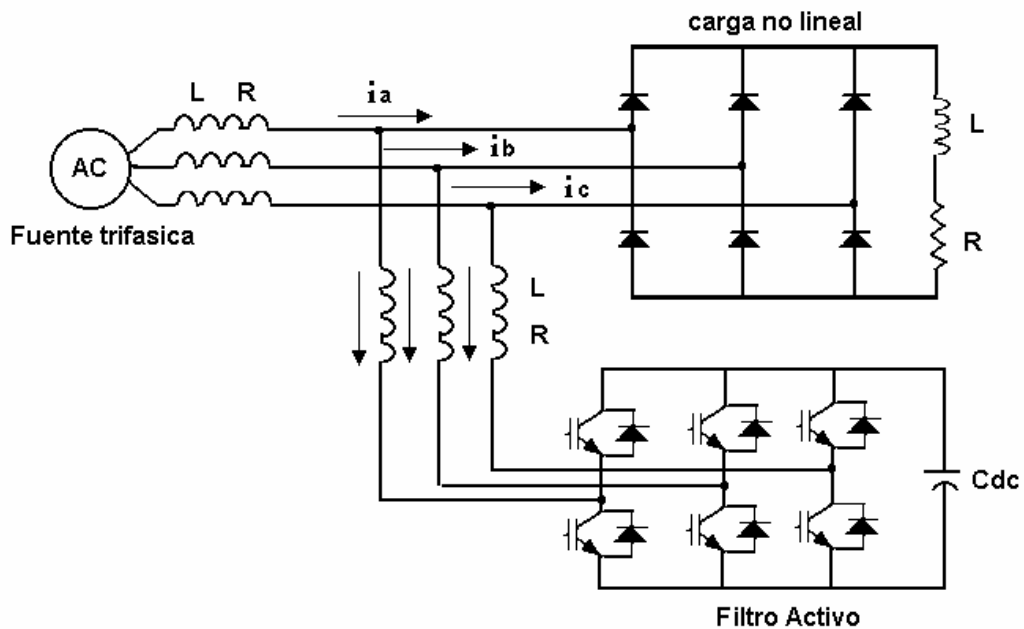 carga no lineal
L R
ia
ib
AC
ic
L
Fuente trifasica
R
L
R
Cdc
Filtro Activo